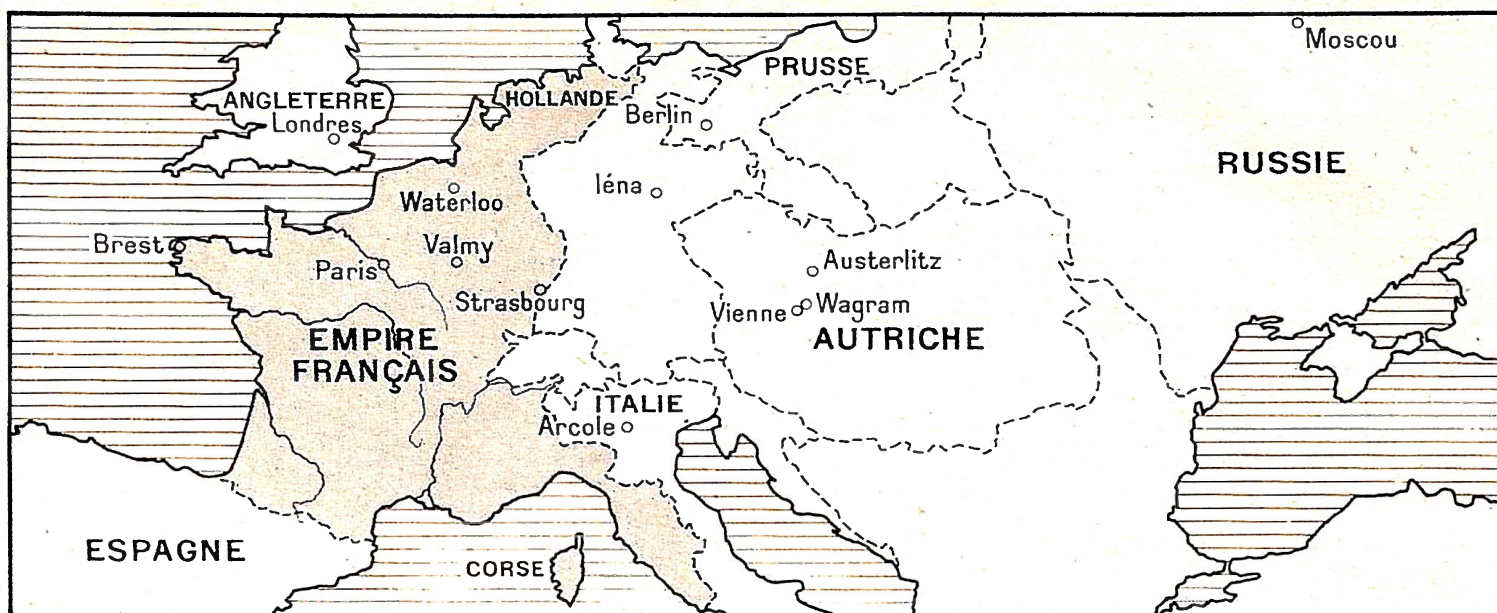 Moscou
PRUSSE
ANGLETERRE
HOLLANDE
Londres
Berlin
RUSSIE
Iéna
Waterloo
Brest
Valmy
Paris
Austerlitz
Strasbourg
Vienne
Wagram
EMPIRE
FRANÇAIS
AUTRICHE
ITALIE
Arcole
ESPAGNE
CORSE